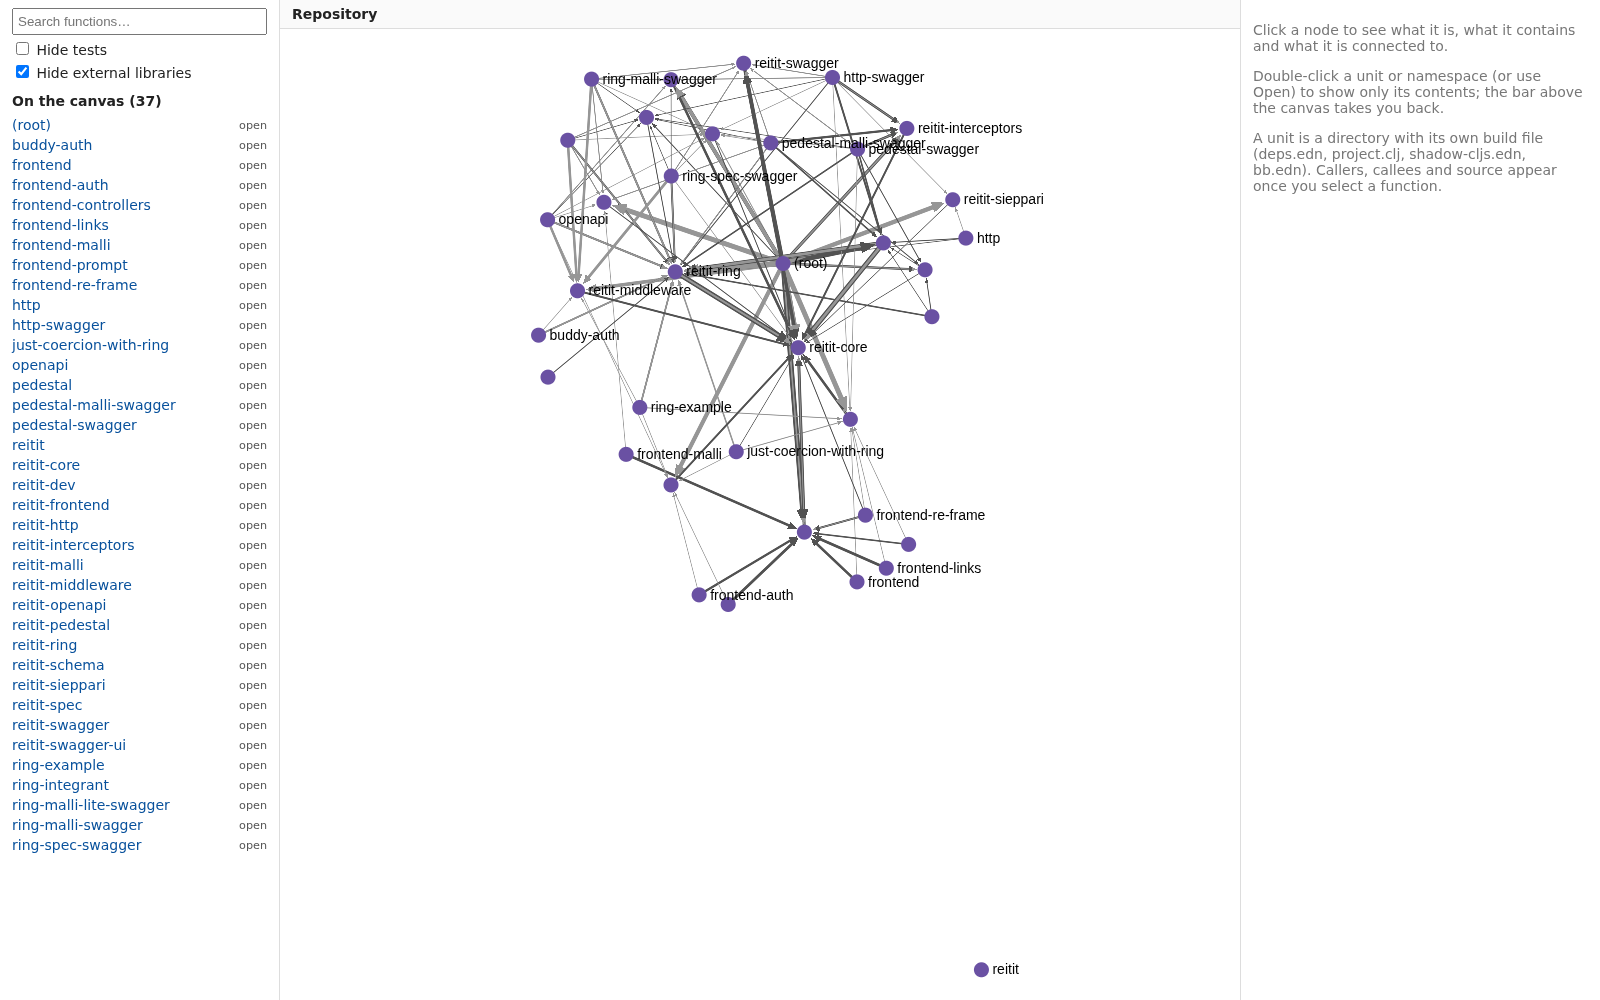 Search functions…
Hide tests
Hide external libraries
On the canvas (37)
(root) open
buddy-auth open
frontend open
frontend-auth open
frontend-controllers open
frontend-links open
frontend-malli open
frontend-prompt open
frontend-re-frame open
http open
http-swagger open
just-coercion-with-ring open
openapi open
pedestal open
pedestal-malli-swagger open
pedestal-swagger open
reitit open
reitit-core open
reitit-dev open
reitit-frontend open
reitit-http open
reitit-interceptors open
reitit-malli open
reitit-middleware open
reitit-openapi open
reitit-pedestal open
reitit-ring open
reitit-schema open
reitit-sieppari open
reitit-spec open
reitit-swagger open
reitit-swagger-ui open
ring-example open
ring-integrant open
ring-malli-lite-swagger open
ring-malli-swagger open
ring-spec-swagger open
Repository
reitit-swagger
ring-malli-swagger
http-swagger
reitit-interceptors
pedestal-malli-swagger
pedestal-swagger
ring-spec-swagger
reitit-sieppari
openapi
http
(root)
reitit-ring
reitit-middleware
buddy-auth
reitit-core
ring-example
just-coercion-with-ring
frontend-malli
frontend-re-frame
frontend-links
frontend
frontend-auth
reitit
Click a node to see what it is, what it contains
and what it is connected to.
Double-click a unit or namespace (or use
Open) to show only its contents; the bar above
the canvas takes you back.
A unit is a directory with its own build file
(deps.edn, project.clj, shadow-cljs.edn,
bb.edn). Callers, callees and source appear
once you select a function.